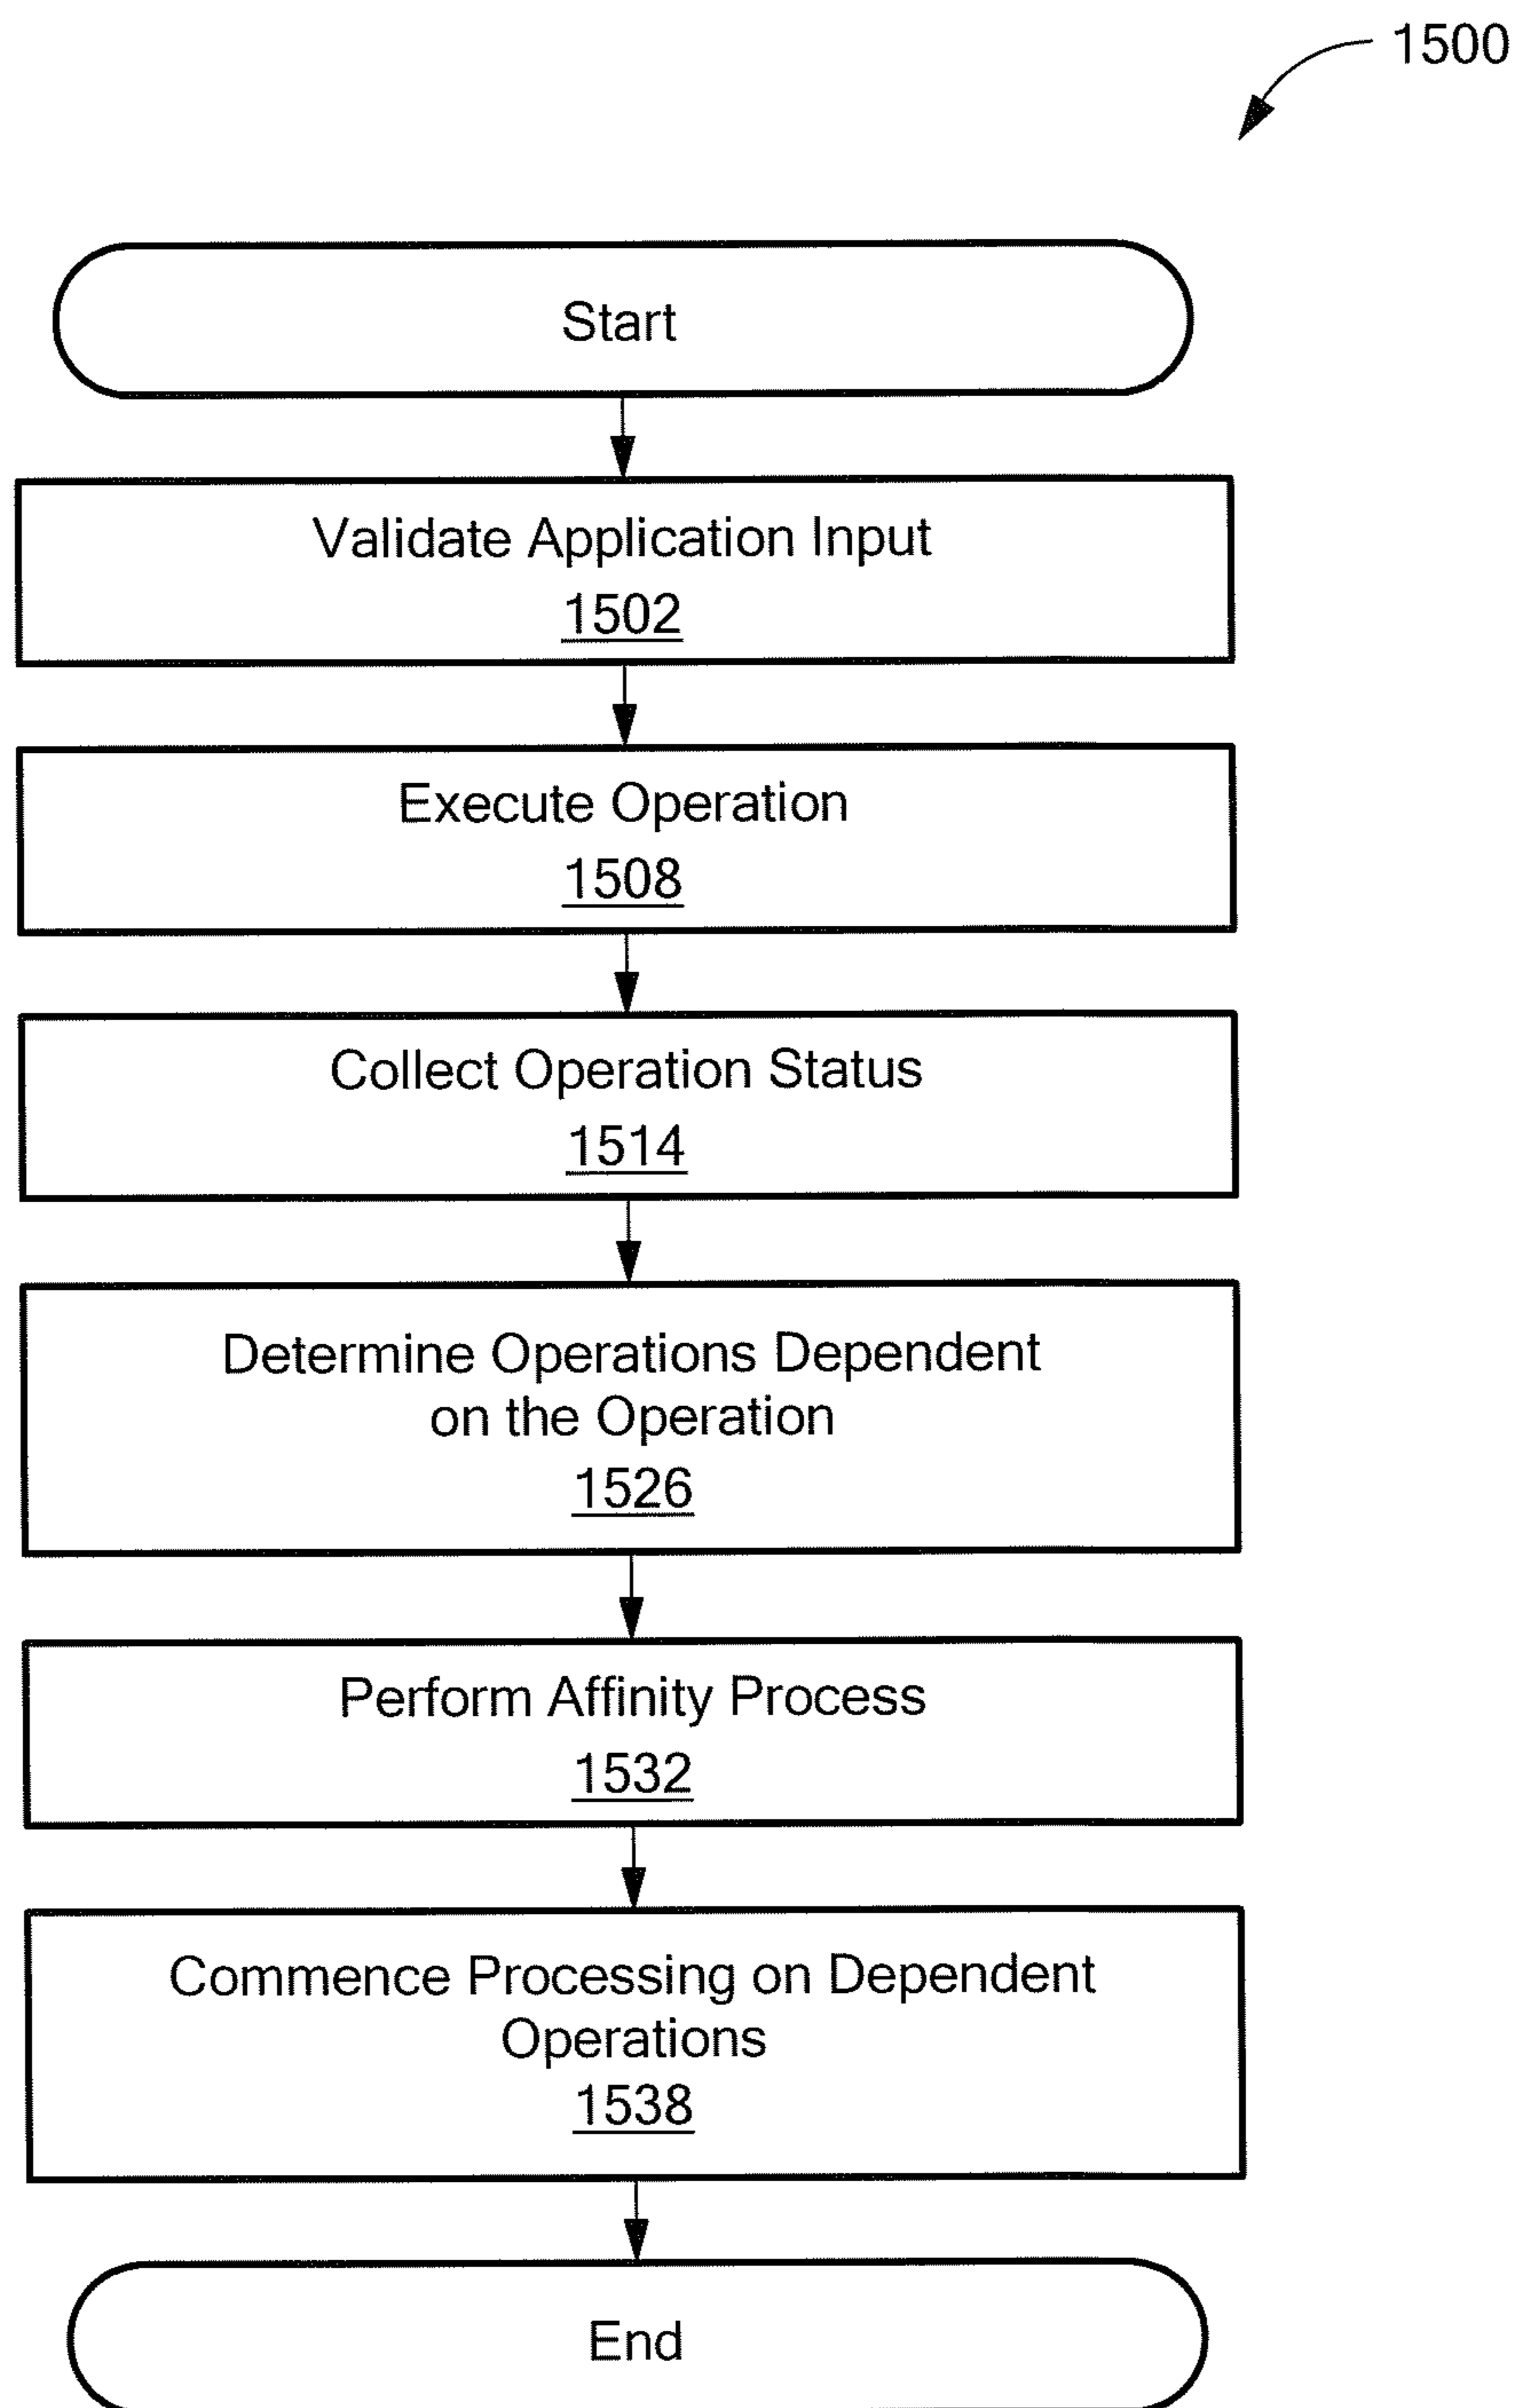 1500
Start
Validate Application Input
1502
Execute Operation
1508
Collect Operation Status
1514
Determine Operations Dependent
on the Operation
1526
Perform Affinity Process
1532
Commence Processing on Dependent
Operations
1538
End